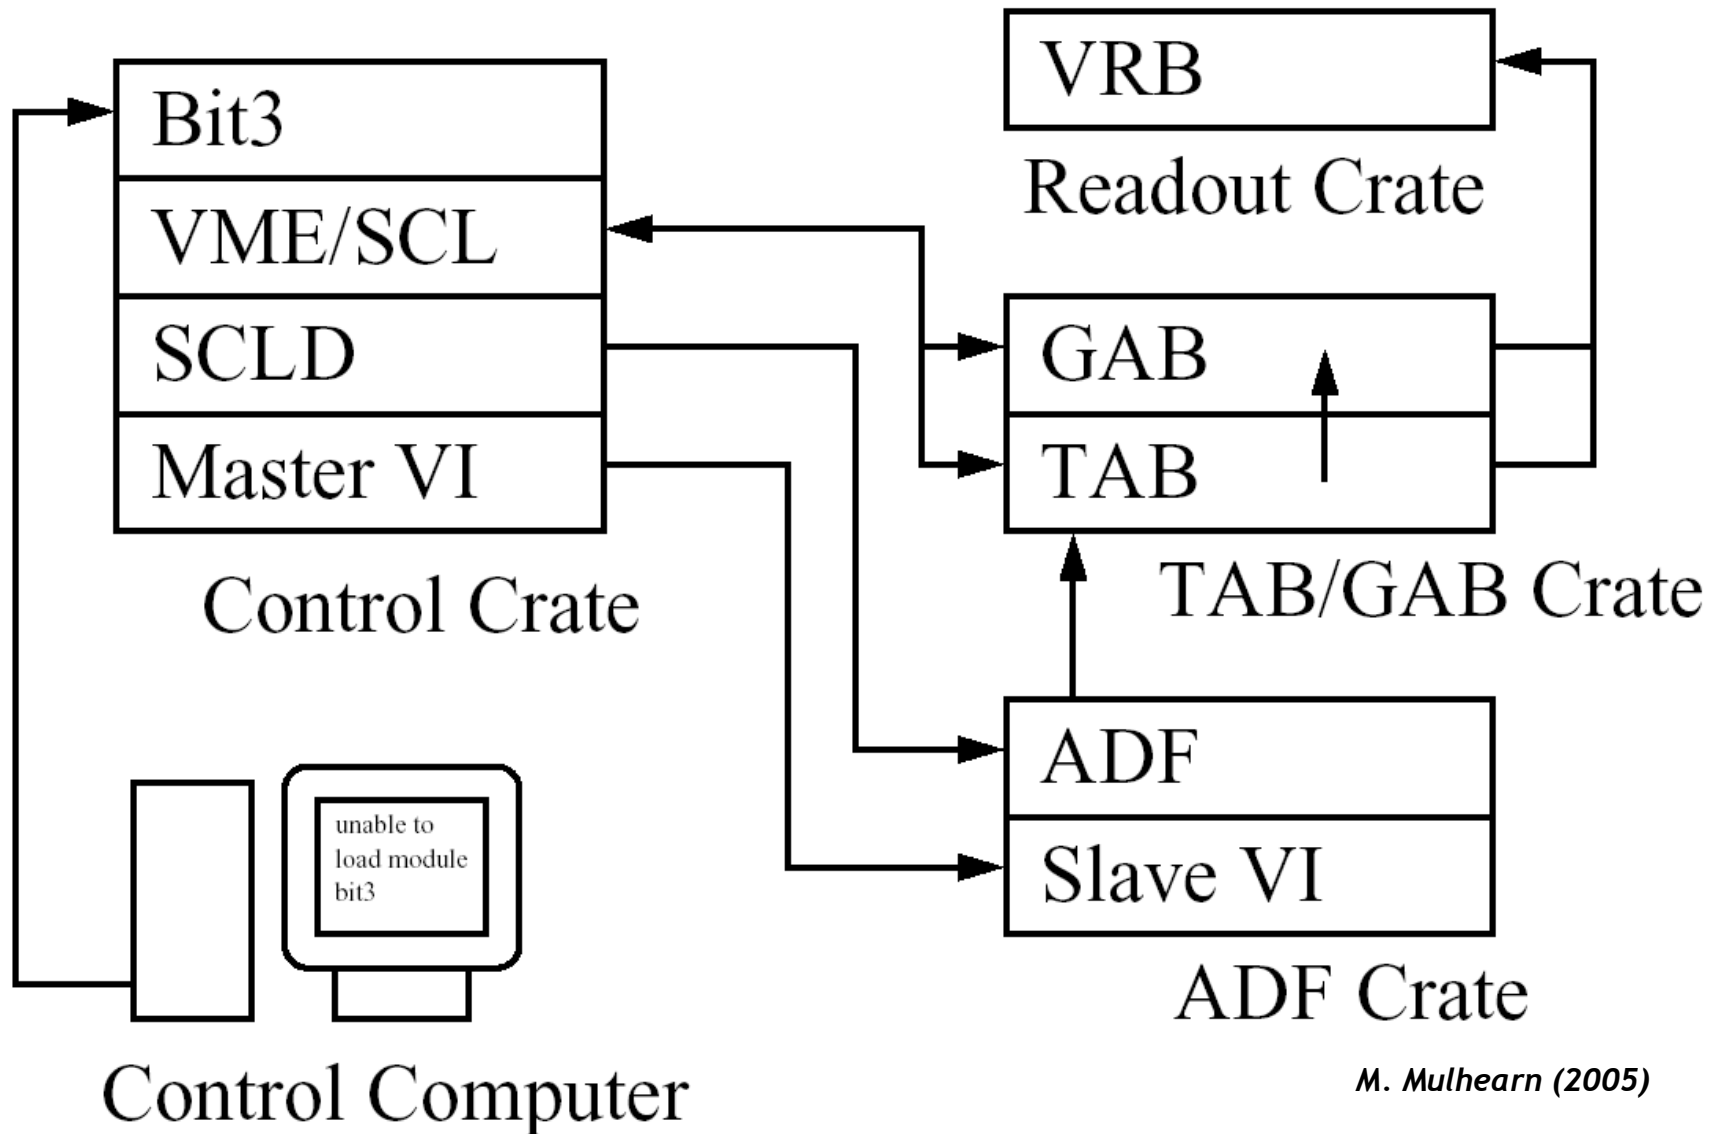 Bit3
VME/SCL
SCLD
Master VI
Control Crate
VRB
Readout Crate
GAB
TAB
TAB/GAB Crate
ADF
Slave VI
ADF Crate
unable to
load module
bit3
Control Computer
M. Mulhearn (2005)